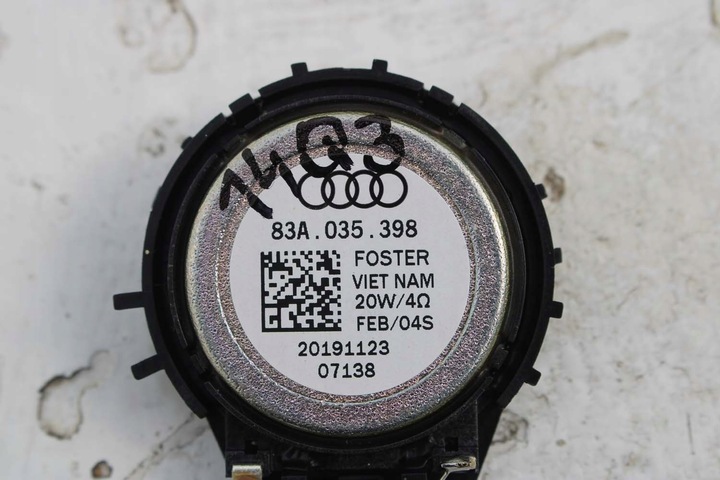 14Q3
83A.035.398
FOSTER
VIET NAM
20W/4Ω
FEB/04S
20191123
07138